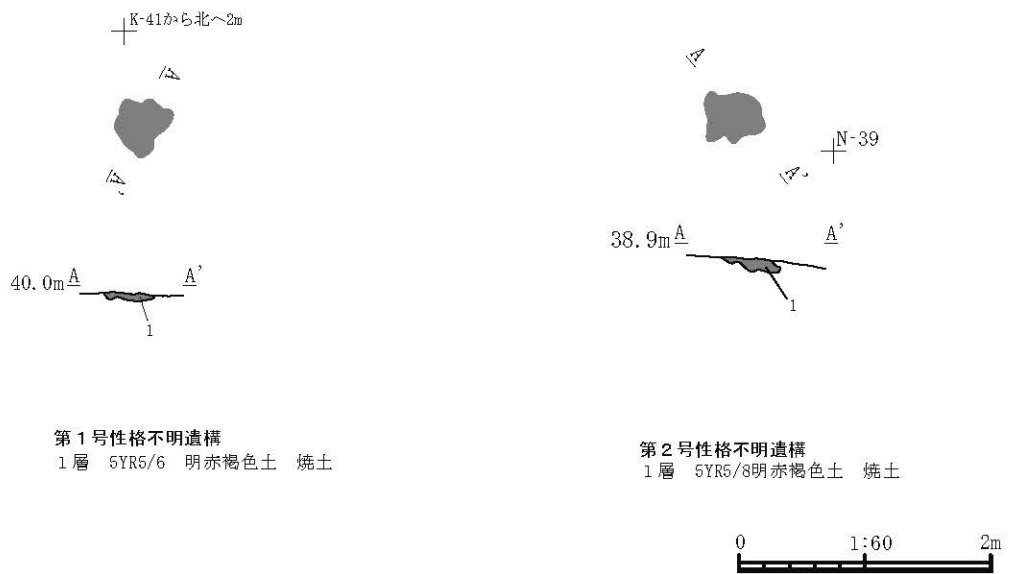 K-41から北へ2m
A
A'
40.0m A A'
1
第1号性格不明遺構
1層 5YR5/6 明赤褐色土 焼土
A
N-39
A'
38.9m A A'
1
第2号性格不明遺構
1層 5YR5/8明赤褐色土 焼土
0 1:60 2m